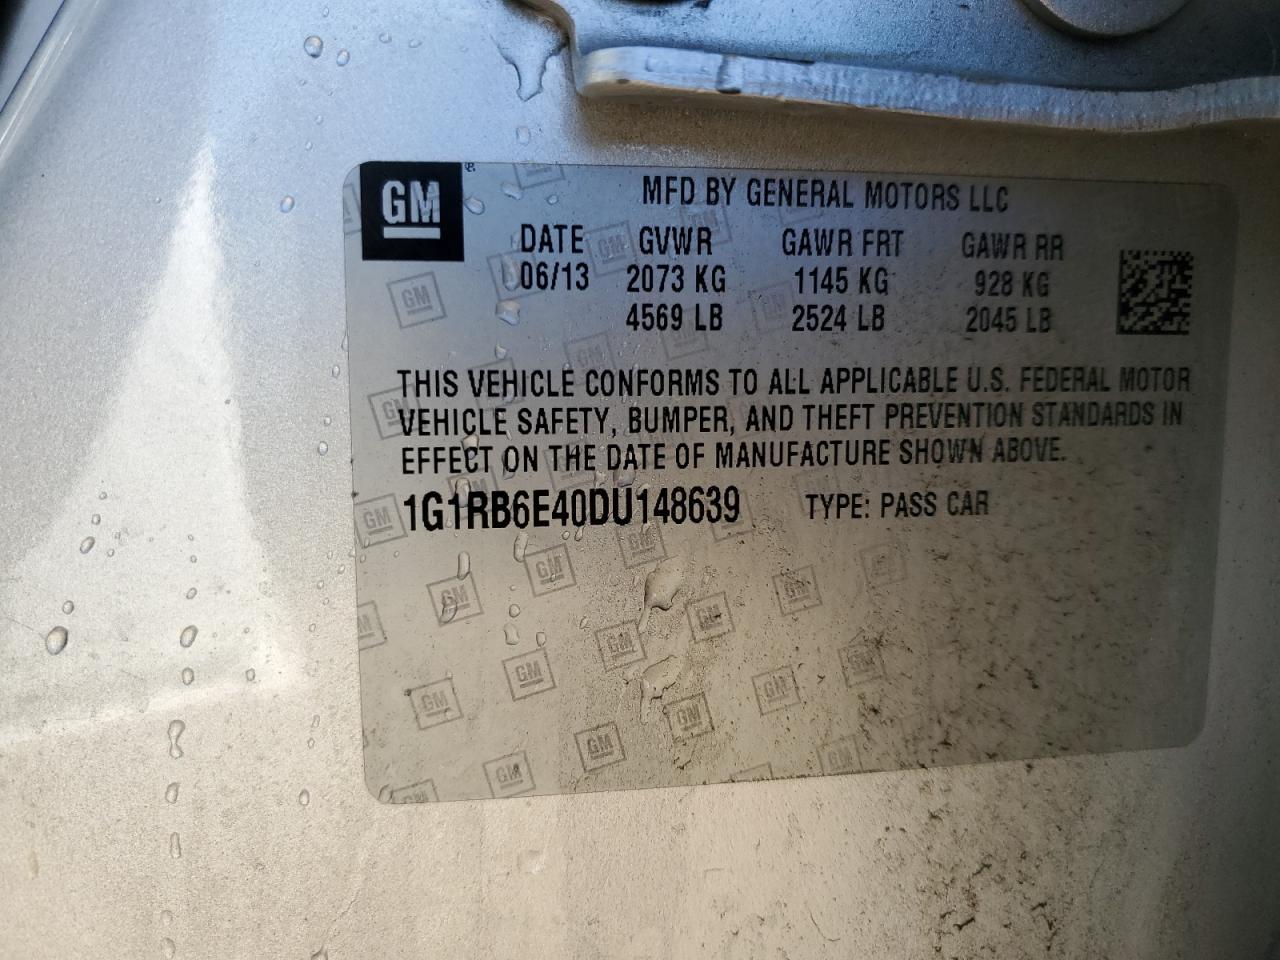 GM
MFD BY GENERAL MOTORS LLC
DATE GVWR GAWR FRT GAWR RR
06/13 2073 KG 1145 KG 928 KG
4569 LB 2524 LB 2045 LB
THIS VEHICLE CONFORMS TO ALL APPLICABLE U.S. FEDERAL MOTOR
VEHICLE SAFETY, BUMPER, AND THEFT PREVENTION STANDARDS IN
EFFECT ON THE DATE OF MANUFACTURE SHOWN ABOVE.
1G1RB6E40DU148639 TYPE: PASS CAR